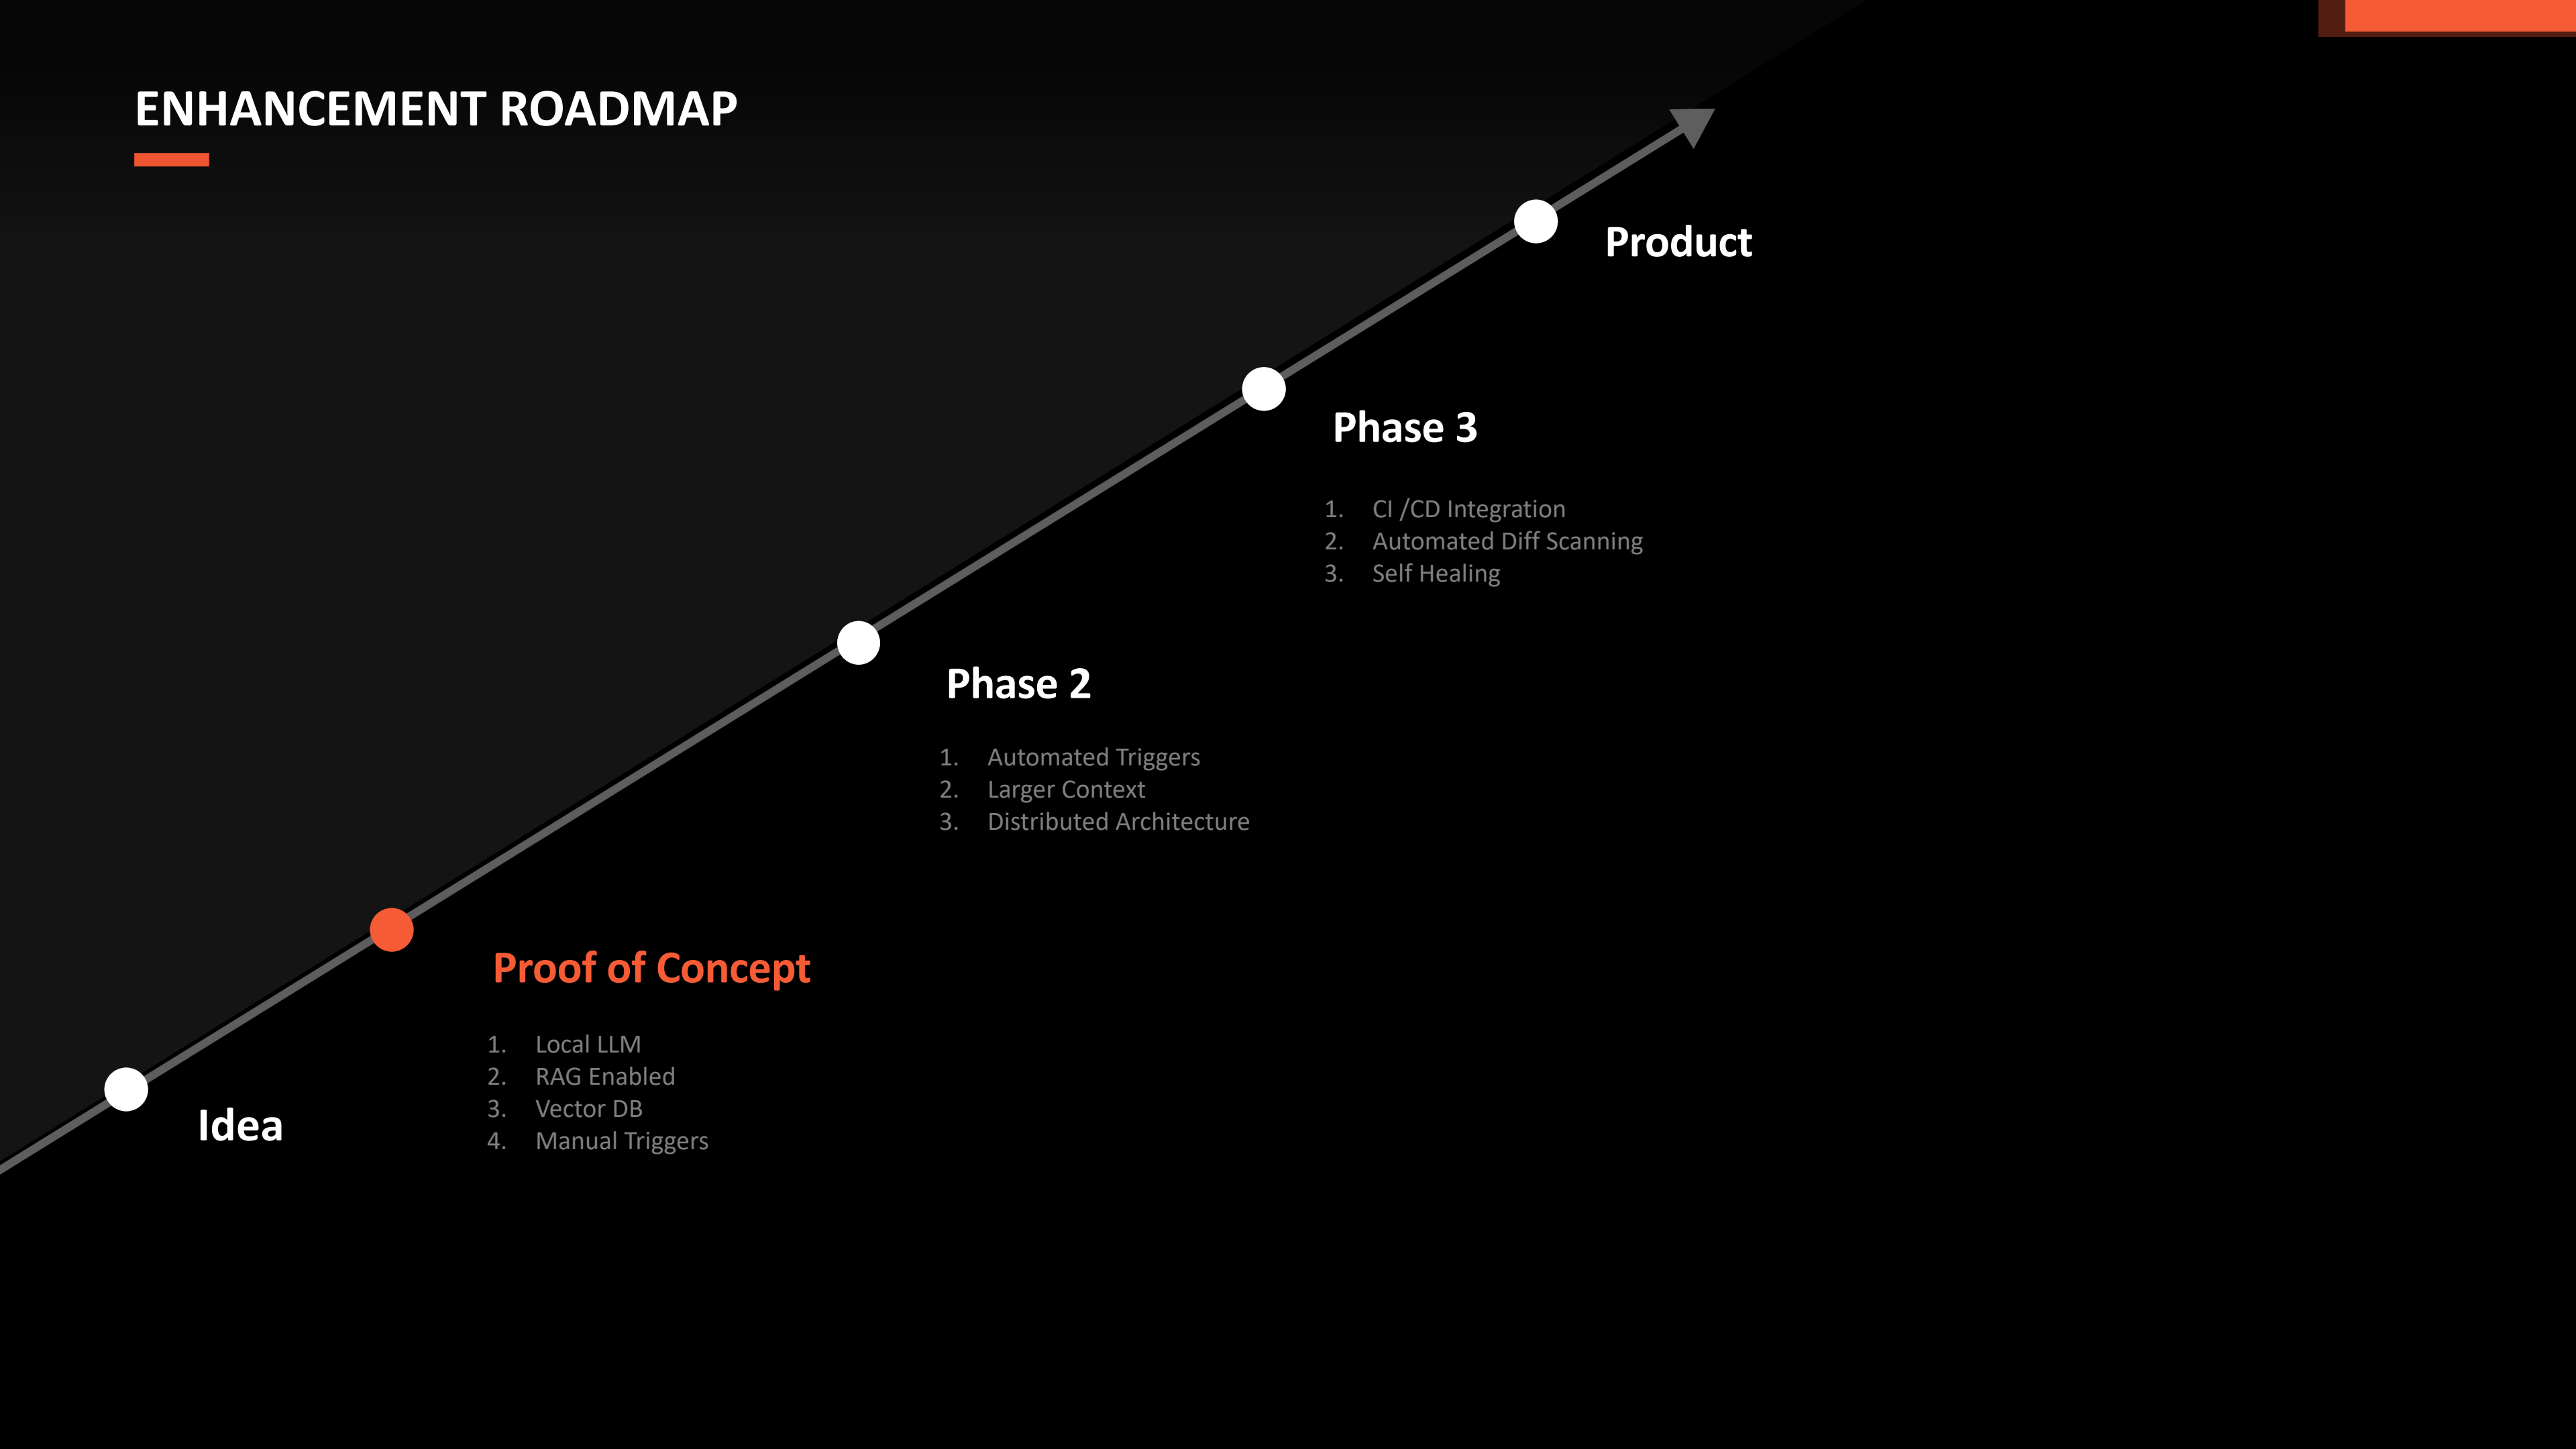 ENHANCEMENT ROADMAP
Product
Phase 3
1. CI /CD Integration
2. Automated Diff Scanning
3. Self Healing
Phase 2
1. Automated Triggers
2. Larger Context
3. Distributed Architecture
Proof of Concept
1. Local LLM
2. RAG Enabled
3. Vector DB
4. Manual Triggers
Idea